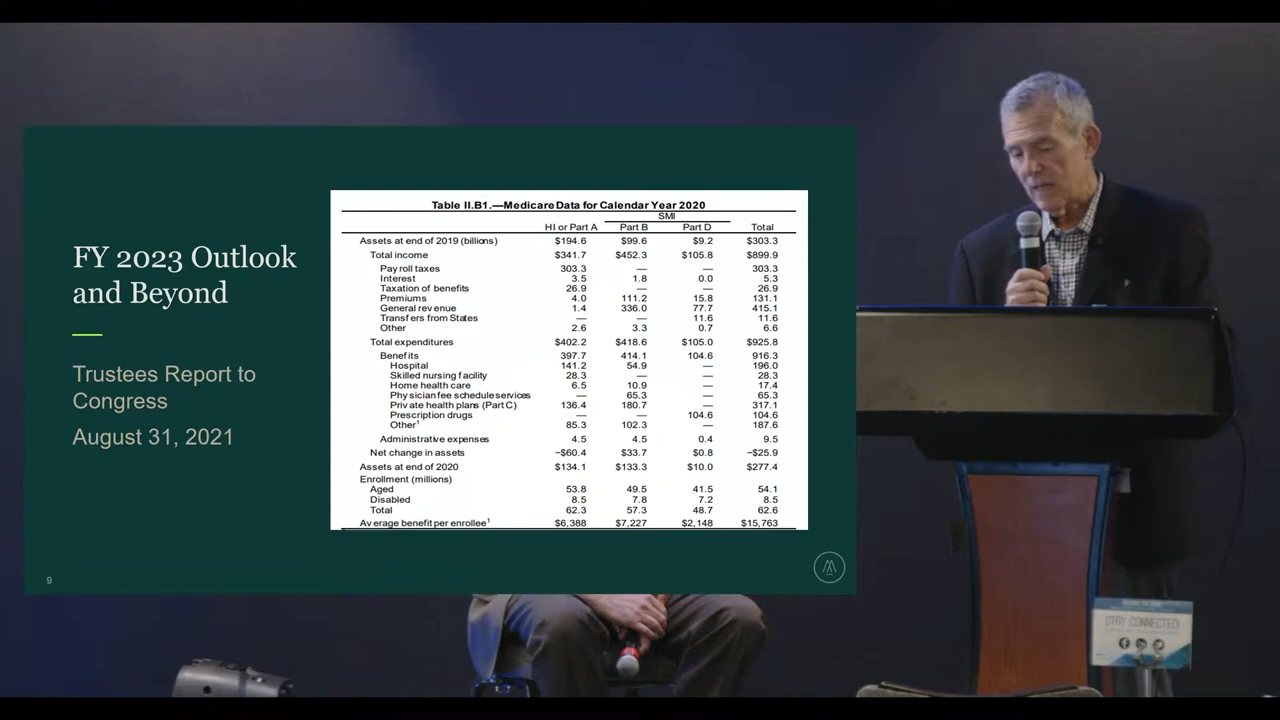 FY 2023 Outlook
and Beyond
Trustees Report to
Congress
August 31, 2021
9
Table II.B1.—Medicare Data for Calendar Year 2020
SMI
HI or Part A Part B Part D Total
Assets at end of 2019 (billions) $194.6 $99.6 $9.2 $303.3
Total income $341.7 $452.3 $105.8 $899.9
Payroll taxes 303.3 — — 303.3
Interest 3.5 1.8 0.0 5.3
Taxation of benefits 26.9 — — 26.9
Premiums 4.0 111.2 15.8 131.1
General revenue 1.4 336.0 77.7 415.1
Transfers from States — — 11.6 11.6
Other 2.6 3.3 0.7 6.6
Total expenditures $402.2 $418.6 $105.0 $925.8
Benefits 397.7 414.1 104.6 916.3
Hospital 141.2 54.9 — 196.0
Skilled nursing facility 28.3 — — 28.3
Home health care 6.5 10.9 — 17.4
Physician fee schedule services — 65.3 — 65.3
Private health plans (Part C) 136.4 180.7 — 317.1
Prescription drugs — — 104.6 104.6
Other¹ 85.3 102.3 — 187.6
Administrative expenses 4.5 4.5 0.4 9.5
Net change in assets −$60.4 $33.7 $0.8 −$25.9
Assets at end of 2020 $134.1 $133.3 $10.0 $277.4
Enrollment (millions)
Aged 53.8 49.5 41.5 54.1
Disabled 8.5 7.8 7.2 8.5
Total 62.3 57.3 48.7 62.6
Average benefit per enrollee¹ $6,388 $7,227 $2,148 $15,763
STAY CONNECTED!